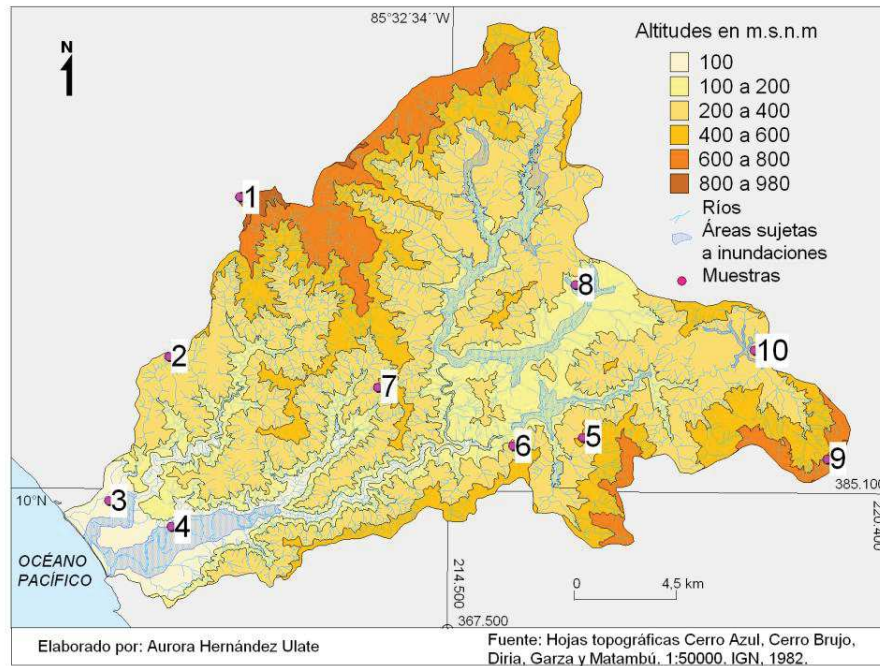 85°32´34´´W
N
Altitudes en m.s.n.m
100
100 a 200
200 a 400
400 a 600
600 a 800
800 a 980
Ríos
Áreas sujetas
a inundaciones
Muestras
1
2
3
4
5
6
7
8
9
10
10°N
OCÉANO
PACÍFICO
385.100
220.400
214.500
367.500
0 4,5 km
Elaborado por: Aurora Hernández Ulate
Fuente: Hojas topográficas Cerro Azul, Cerro Brujo,
Diria, Garza y Matambú, 1:50000. IGN, 1982.